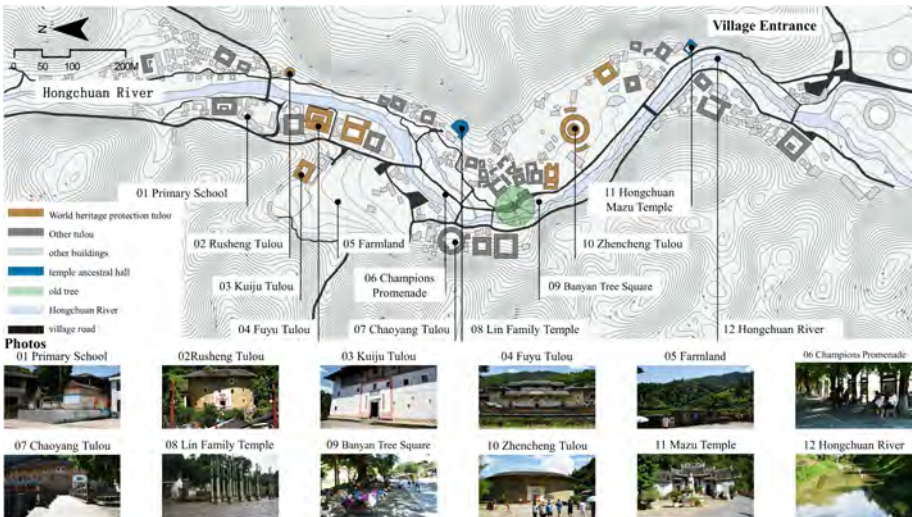 N
Village Entrance
0 50 100 200M
Hongchuan River
01 Primary School
11 Hongchuan
Mazu Temple
02 Rusheng Tulou
05 Farmland
10 Zhencheng Tulou
06 Champions
Promenade
03 Kuiju Tulou
09 Banyan Tree Square
04 Fuyu Tulou
07 Chaoyang Tulou
08 Lin Family Temple
12 Hongchuan River
World heritage protection tulou
Other tulou
other buildings
temple ancestral hall
old tree
Hongchuan River
village road
Photos
01 Primary School
02Rusheng Tulou
03 Kuiju Tulou
04 Fuyu Tulou
05 Farmland
06 Champions Promenade
07 Chaoyang Tulou
08 Lin Family Temple
09 Banyan Tree Square
10 Zhencheng Tulou
11 Mazu Temple
12 Hongchuan River